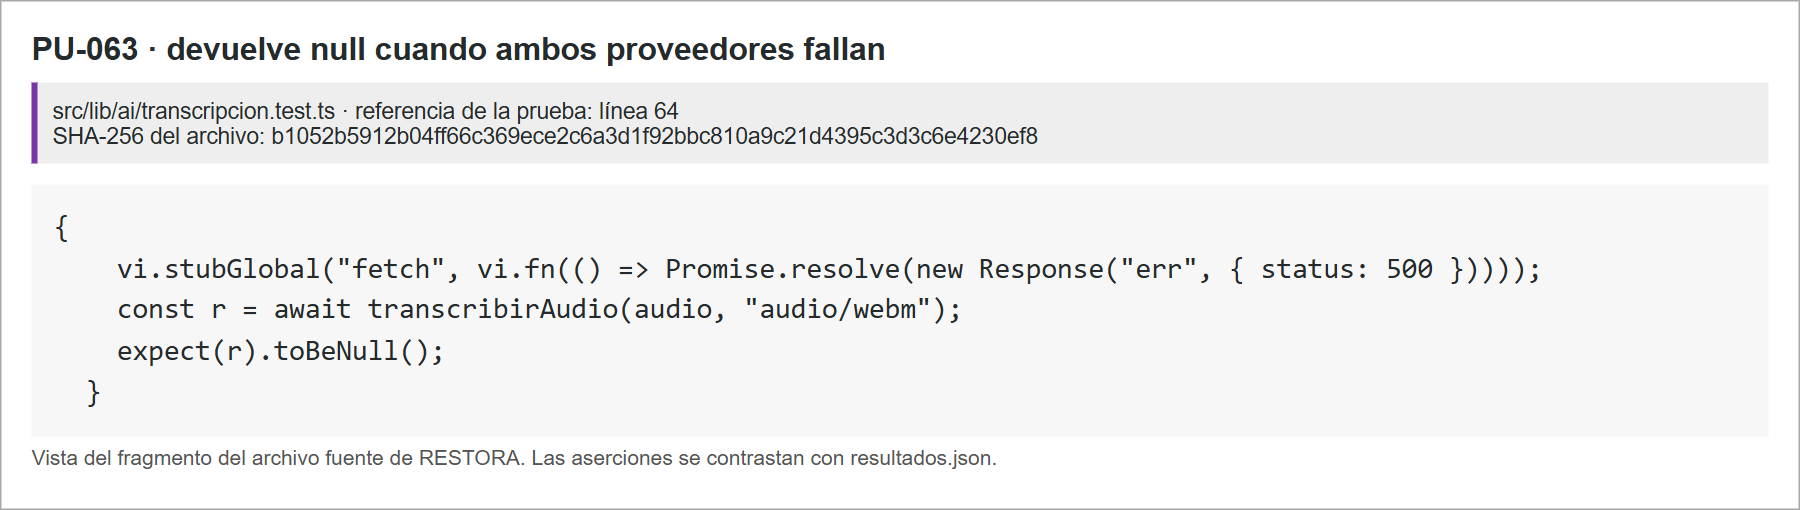 PU-063 · devuelve null cuando ambos proveedores fallan
src/lib/ai/transcripcion.test.ts · referencia de la prueba: línea 64
SHA-256 del archivo: b1052b5912b04ff66c369ece2c6a3d1f92bbc810a9c21d4395c3d3c6e4230ef8
{
    vi.stubGlobal("fetch", vi.fn(() => Promise.resolve(new Response("err", { status: 500 }))));
    const r = await transcribirAudio(audio, "audio/webm");
    expect(r).toBeNull();
  }
Vista del fragmento del archivo fuente de RESTORA. Las aserciones se contrastan con resultados.json.